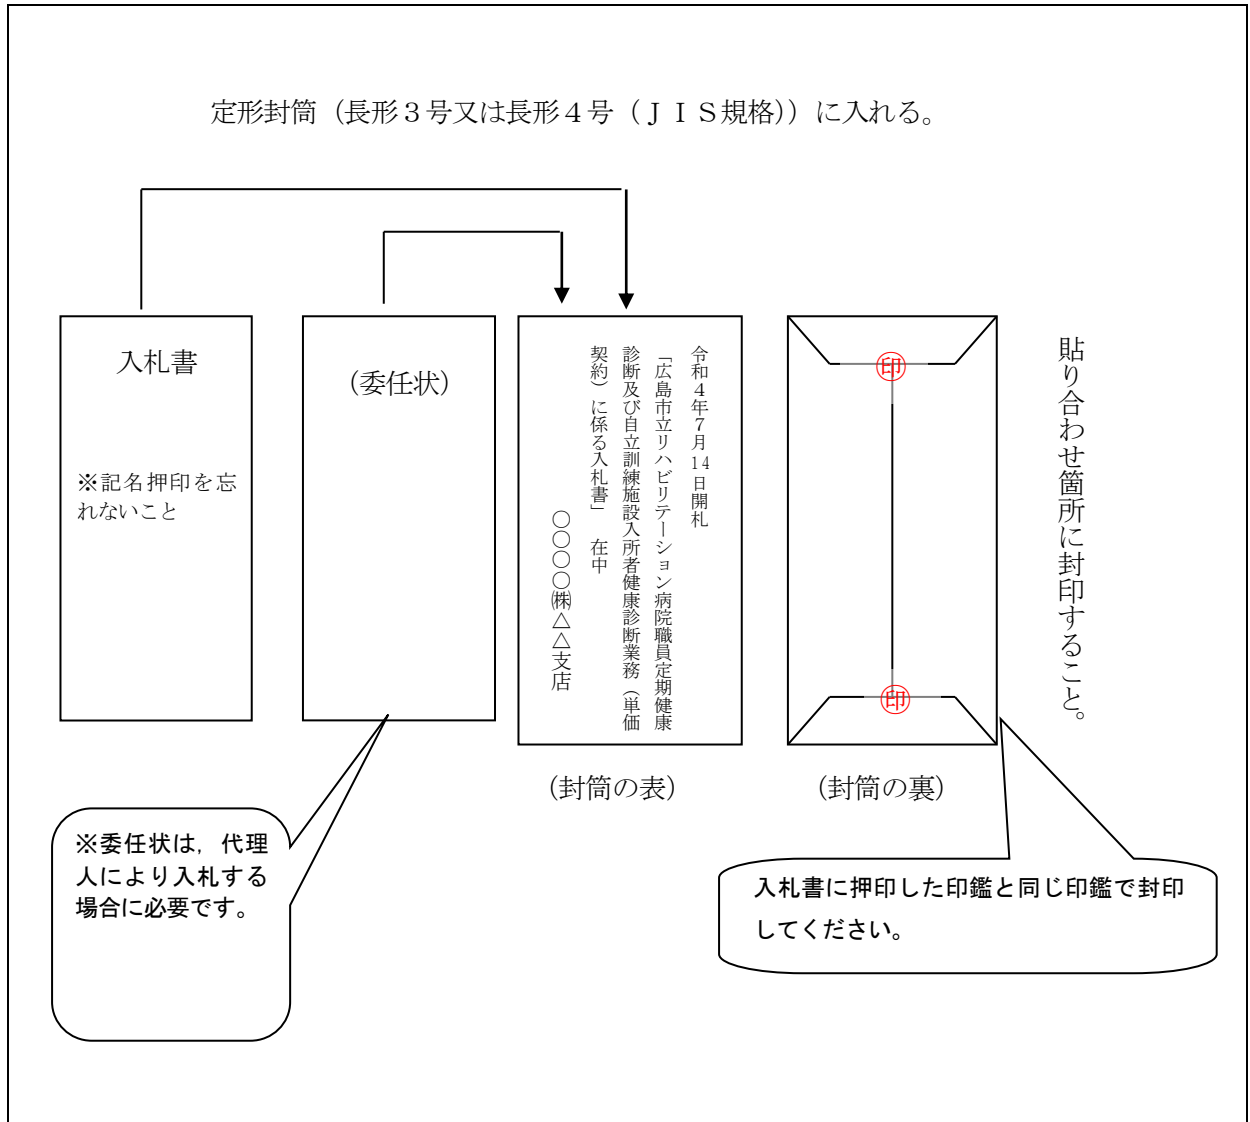 定形封筒（長形３号又は長形４号（ＪＩＳ規格））に入れる。
入札書
※記名押印を忘
れないこと
（委任状）
令和４年７月14日開札
「広島市立リハビリテーション病院職員定期健康
診断及び自立訓練施設入所者健康診断業務（単価
契約）に係る入札書」　在中
〇〇〇〇㈱△△支店
印
印
貼り合わせ箇所に封印すること。
（封筒の表）
（封筒の裏）
※委任状は，代理
人により入札する
場合に必要です。
入札書に押印した印鑑と同じ印鑑で封印
してください。